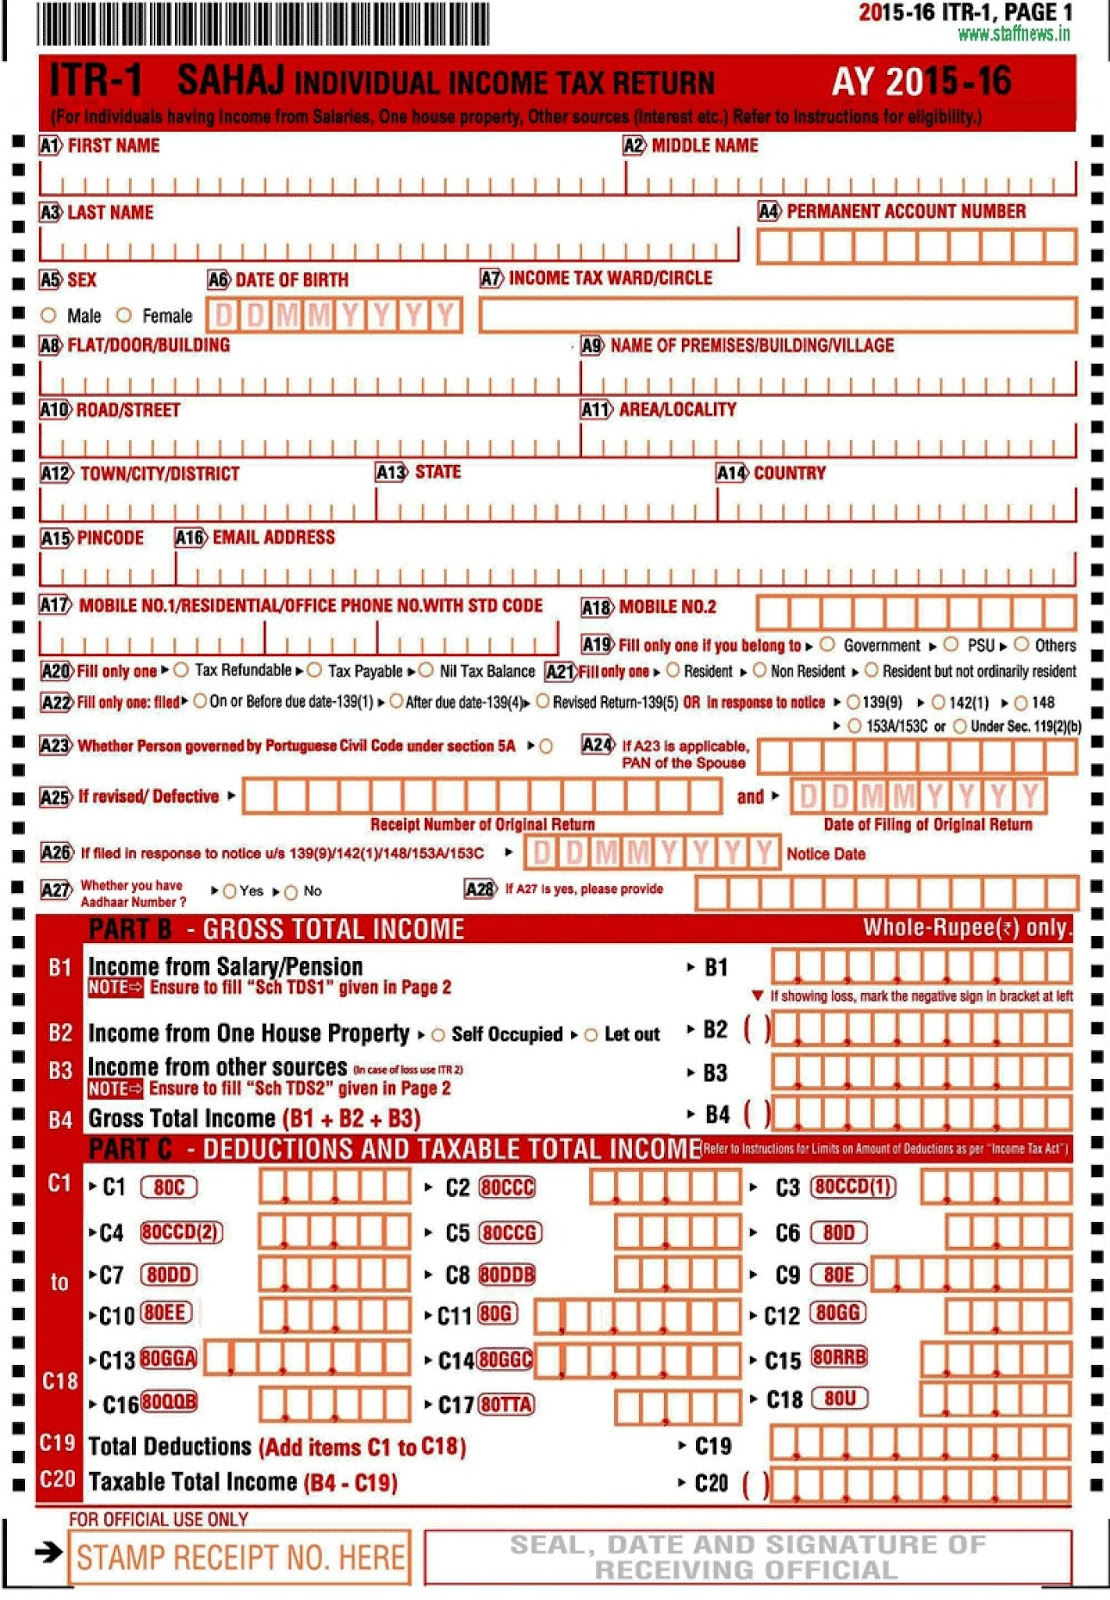 2015-16 ITR-1, PAGE 1
www.staffnews.in
ITR-1 SAHAJ INDIVIDUAL INCOME TAX RETURN AY 2015-16
(For Individuals having Income from Salaries, One house property, Other sources (Interest etc.) Refer to Instructions for eligibility.)
A1 FIRST NAME A2 MIDDLE NAME
A3 LAST NAME A4 PERMANENT ACCOUNT NUMBER
A5 SEX A6 DATE OF BIRTH A7 INCOME TAX WARD/CIRCLE
Male Female D D M M Y Y Y Y
A8 FLAT/DOOR/BUILDING A9 NAME OF PREMISES/BUILDING/VILLAGE
A10 ROAD/STREET A11 AREA/LOCALITY
A12 TOWN/CITY/DISTRICT A13 STATE A14 COUNTRY
A15 PINCODE A16 EMAIL ADDRESS
A17 MOBILE NO.1/RESIDENTIAL/OFFICE PHONE NO.WITH STD CODE A18 MOBILE NO.2
A19 Fill only one if you belong to Government PSU Others
A20 Fill only one Tax Refundable Tax Payable Nil Tax Balance A21 Fill only one Resident Non Resident Resident but not ordinarily resident
A22 Fill only one: filed On or Before due date-139(1) After due date-139(4) Revised Return-139(5) OR In response to notice 139(9) 142(1) 148
153A/153C or Under Sec. 119(2)(b)
A23 Whether Person governed by Portuguese Civil Code under section 5A A24 If A23 is applicable,
PAN of the Spouse
A25 If revised/ Defective and D D M M Y Y Y Y
Receipt Number of Original Return Date of Filing of Original Return
A26 If filed in response to notice u/s 139(9)/142(1)/148/153A/153C D D M M Y Y Y Y Notice Date
A27 Whether you have Yes No A28 If A27 is yes, please provide
Aadhaar Number ?
PART B - GROSS TOTAL INCOME Whole-Rupee(₹) only.
B1 Income from Salary/Pension B1
NOTE⇨ Ensure to fill “Sch TDS1” given in Page 2
▼ If showing loss, mark the negative sign in bracket at left
B2 Income from One House Property Self Occupied Let out B2 ( )
B3 Income from other sources (In case of loss use ITR 2) B3
NOTE⇨ Ensure to fill “Sch TDS2” given in Page 2
B4 Gross Total Income (B1 + B2 + B3) B4 ( )
PART C - DEDUCTIONS AND TAXABLE TOTAL INCOME (Refer to Instructions for Limits on Amount of Deductions as per “Income Tax Act”)
C1 C1 80C C2 80CCC C3 80CCD(1)
C4 80CCD(2) C5 80CCG C6 80D
to C7 80DD C8 80DDB C9 80E
C10 80EE C11 80G C12 80GG
C13 80GGA C14 80GGC C15 80RRB
C18 C16 80QQB C17 80TTA C18 80U
C19 Total Deductions (Add items C1 to C18) C19
C20 Taxable Total Income (B4 - C19) C20 ( )
FOR OFFICIAL USE ONLY
STAMP RECEIPT NO. HERE SEAL, DATE AND SIGNATURE OF
RECEIVING OFFICIAL